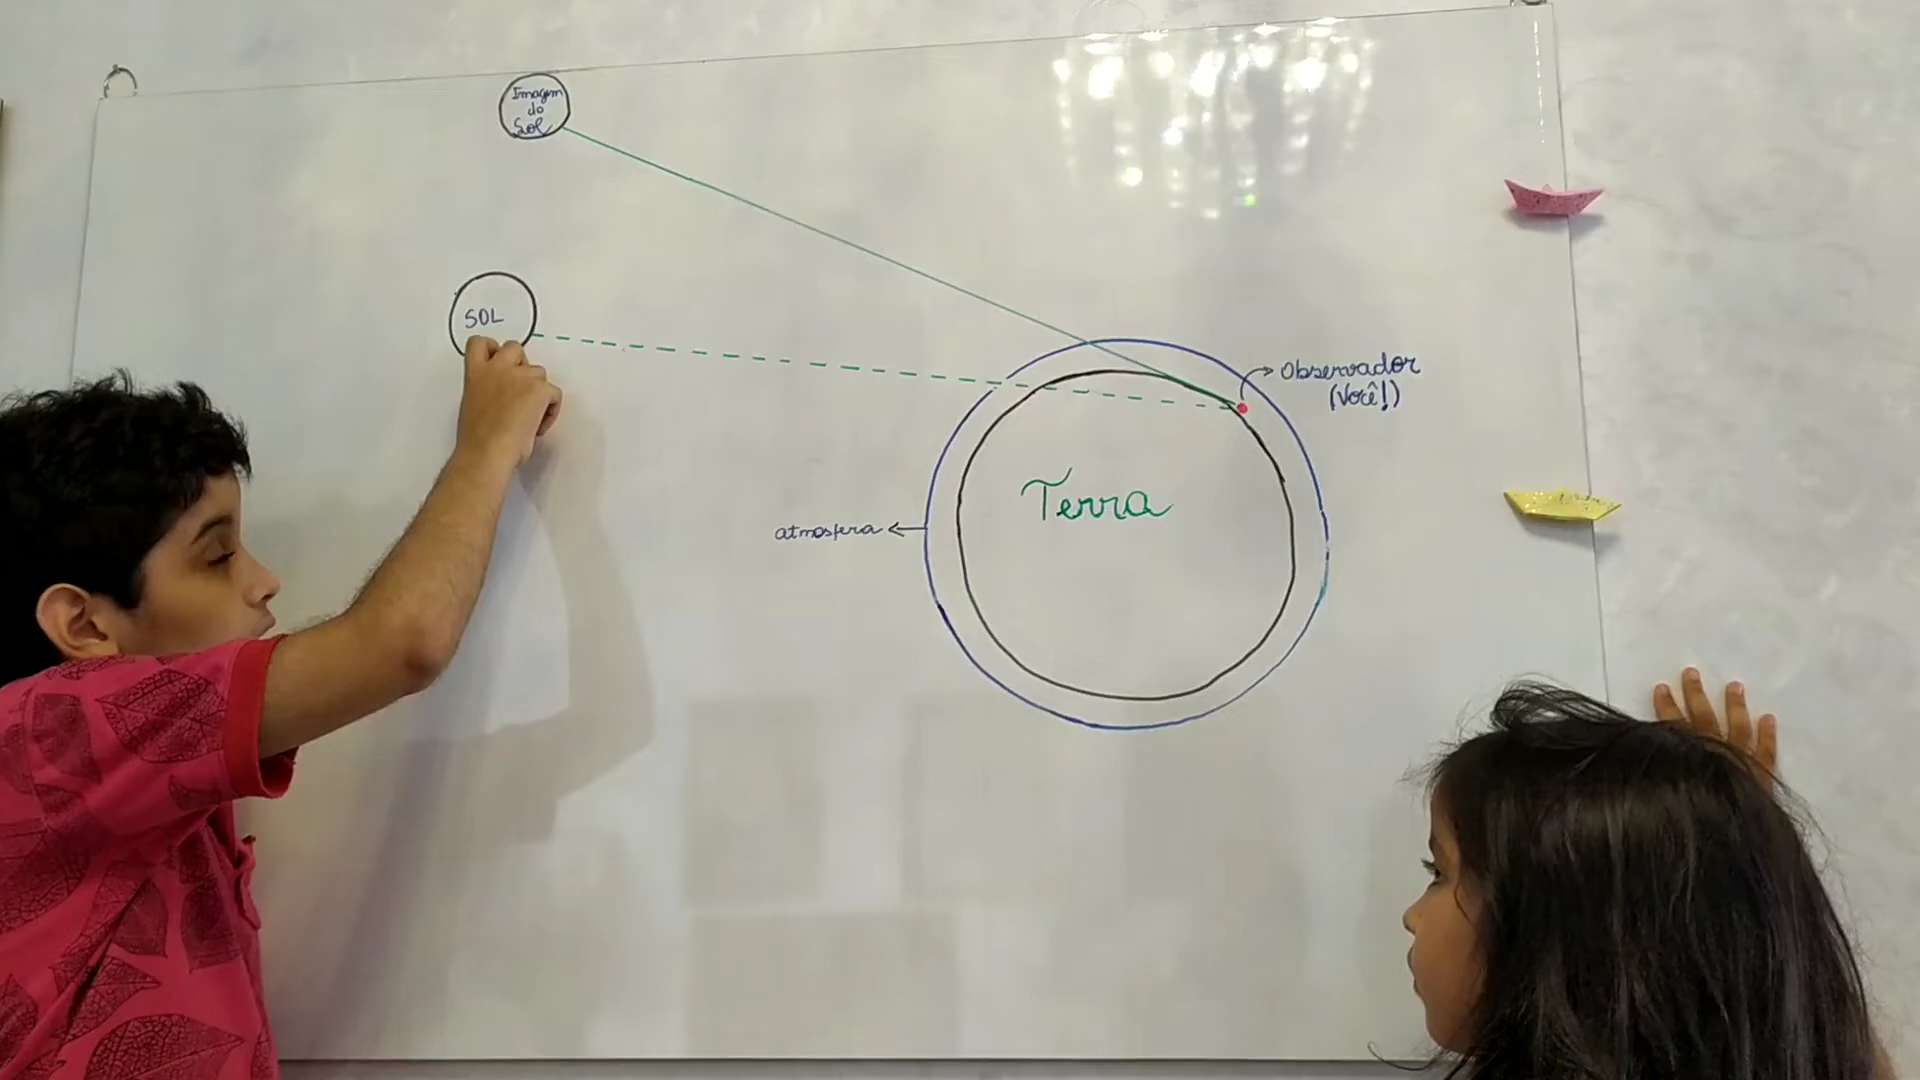 Imagem
do
Sol
SOL
Observador
(Você!)
Terra
atmosfera